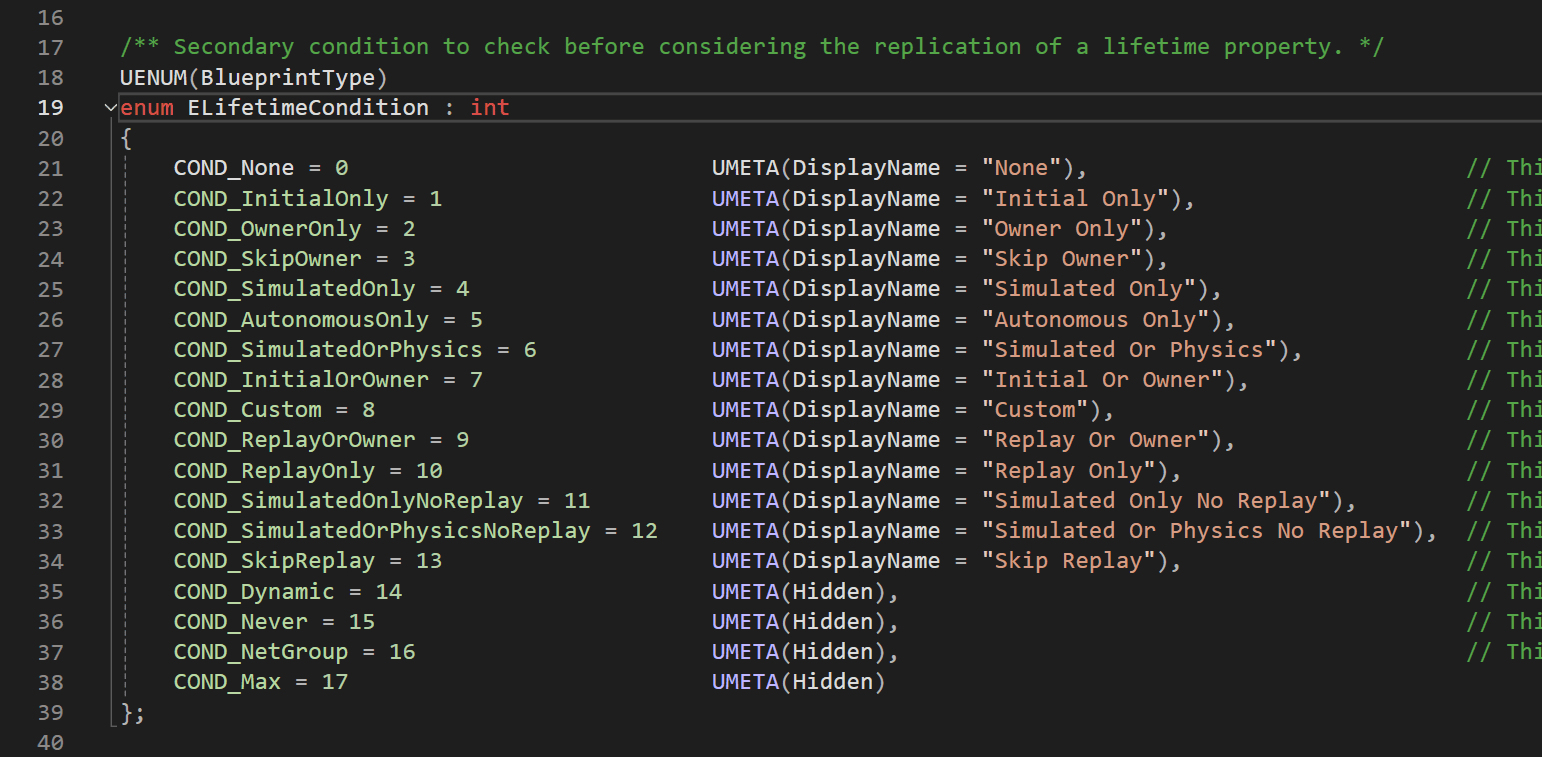 16
17 /** Secondary condition to check before considering the replication of a lifetime property. */
18 UENUM(BlueprintType)
19 enum ELifetimeCondition : int
20 {
21 COND_None = 0 UMETA(DisplayName = "None"), // Thi
22 COND_InitialOnly = 1 UMETA(DisplayName = "Initial Only"), // Thi
23 COND_OwnerOnly = 2 UMETA(DisplayName = "Owner Only"), // Thi
24 COND_SkipOwner = 3 UMETA(DisplayName = "Skip Owner"), // Thi
25 COND_SimulatedOnly = 4 UMETA(DisplayName = "Simulated Only"), // Thi
26 COND_AutonomousOnly = 5 UMETA(DisplayName = "Autonomous Only"), // Thi
27 COND_SimulatedOrPhysics = 6 UMETA(DisplayName = "Simulated Or Physics"), // Thi
28 COND_InitialOrOwner = 7 UMETA(DisplayName = "Initial Or Owner"), // Thi
29 COND_Custom = 8 UMETA(DisplayName = "Custom"), // Thi
30 COND_ReplayOrOwner = 9 UMETA(DisplayName = "Replay Or Owner"), // Thi
31 COND_ReplayOnly = 10 UMETA(DisplayName = "Replay Only"), // Thi
32 COND_SimulatedOnlyNoReplay = 11 UMETA(DisplayName = "Simulated Only No Replay"), // Thi
33 COND_SimulatedOrPhysicsNoReplay = 12 UMETA(DisplayName = "Simulated Or Physics No Replay"), // Thi
34 COND_SkipReplay = 13 UMETA(DisplayName = "Skip Replay"), // Thi
35 COND_Dynamic = 14 UMETA(Hidden), // Thi
36 COND_Never = 15 UMETA(Hidden), // Thi
37 COND_NetGroup = 16 UMETA(Hidden), // Thi
38 COND_Max = 17 UMETA(Hidden)
39 };
40